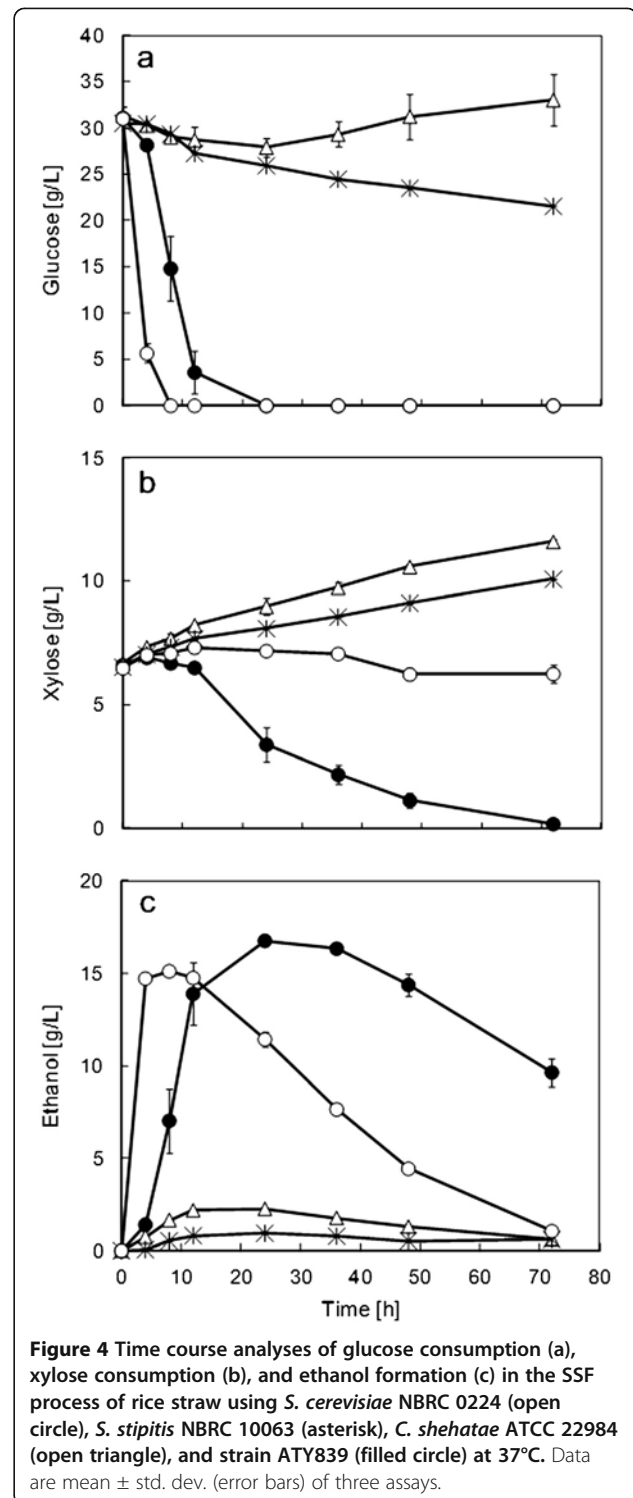 a
40
35
30
25
20
15
10
5
0
Glucose [g/L]
b
15
10
5
0
Xylose [g/L]
c
20
15
10
5
0
Ethanol [g/L]
0 10 20 30 40 50 60 70 80
Time [h]
Figure 4 Time course analyses of glucose consumption (a),
xylose consumption (b), and ethanol formation (c) in the SSF
process of rice straw using S. cerevisiae NBRC 0224 (open
circle), S. stipitis NBRC 10063 (asterisk), C. shehatae ATCC 22984
(open triangle), and strain ATY839 (filled circle) at 37°C. Data
are mean ± std. dev. (error bars) of three assays.